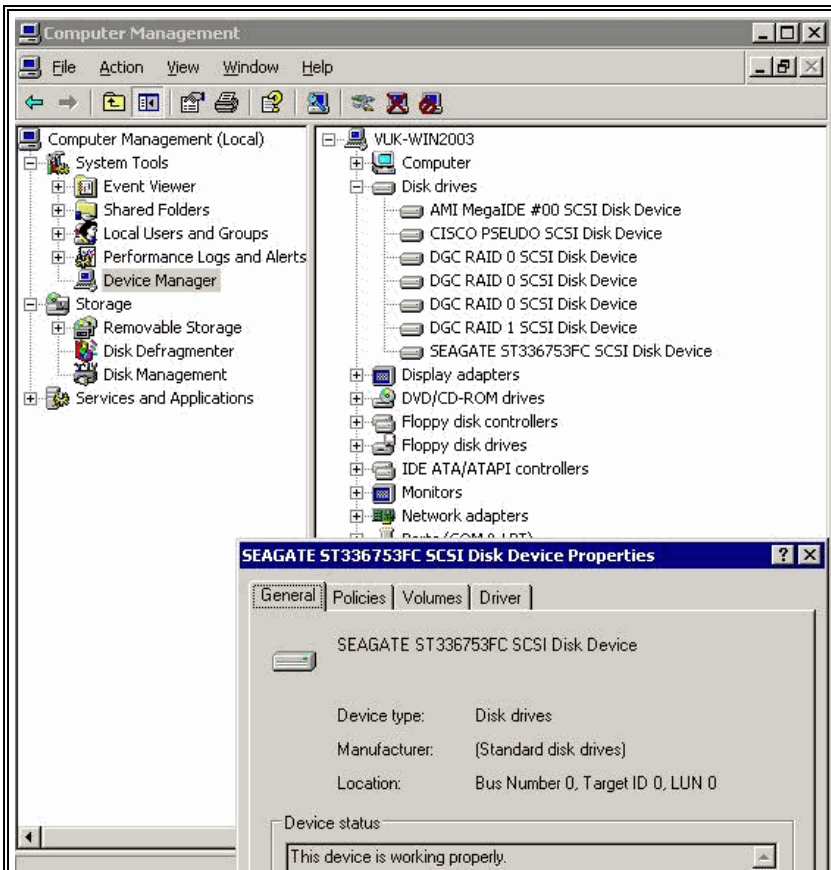 Computer Management
File Action View Window Help
Computer Management (Local)
System Tools
Event Viewer
Shared Folders
Local Users and Groups
Performance Logs and Alerts
Device Manager
Storage
Removable Storage
Disk Defragmenter
Disk Management
Services and Applications
VUK-WIN2003
Computer
Disk drives
AMI MegaIDE #00 SCSI Disk Device
CISCO PSEUDO SCSI Disk Device
DGC RAID 0 SCSI Disk Device
DGC RAID 0 SCSI Disk Device
DGC RAID 0 SCSI Disk Device
DGC RAID 1 SCSI Disk Device
SEAGATE ST336753FC SCSI Disk Device
Display adapters
DVD/CD-ROM drives
Floppy disk controllers
Floppy disk drives
IDE ATA/ATAPI controllers
Monitors
Network adapters
Ports (COM & LPT)
SEAGATE ST336753FC SCSI Disk Device Properties
General Policies Volumes Driver
SEAGATE ST336753FC SCSI Disk Device
Device type: Disk drives
Manufacturer: (Standard disk drives)
Location: Bus Number 0, Target ID 0, LUN 0
Device status
This device is working properly.